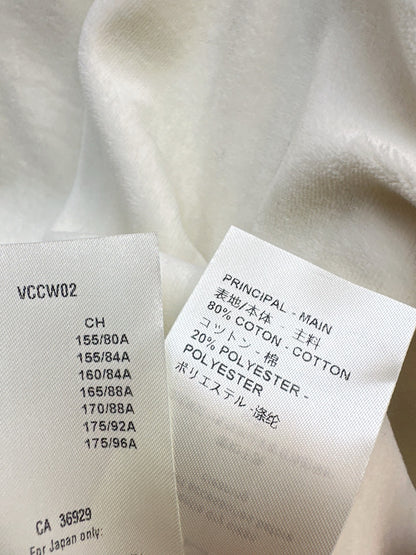 VCCW02
CH
155/80A
155/84A
160/84A
165/88A
170/88A
175/92A
175/96A
CA 36929
For Japan only:
PRINCIPAL - MAIN
表地/本体 - 主料
80% COTON - COTTON
コットン - 棉
20% POLYESTER -
POLYESTER
ポリエステル -涤纶